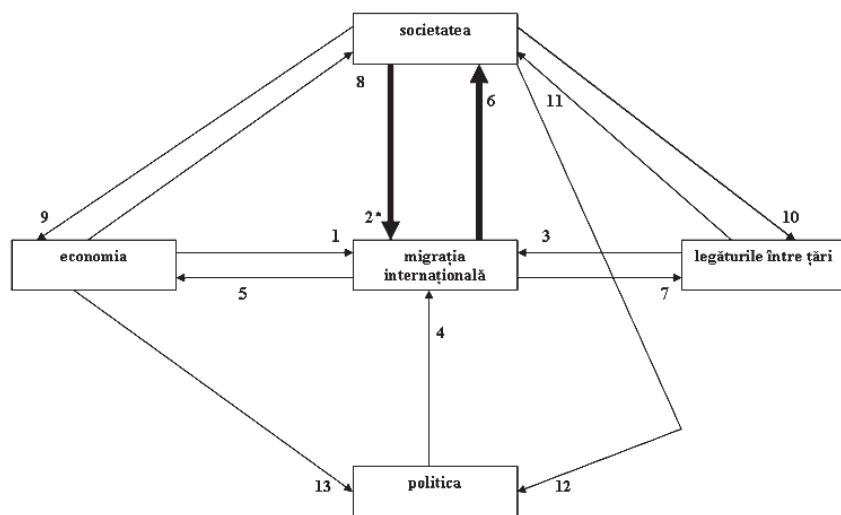 societatea
8
6
11
9
2*
10
economia
1
migrația
internațională
3
legăturile între țări
5
7
4
13
politica
12